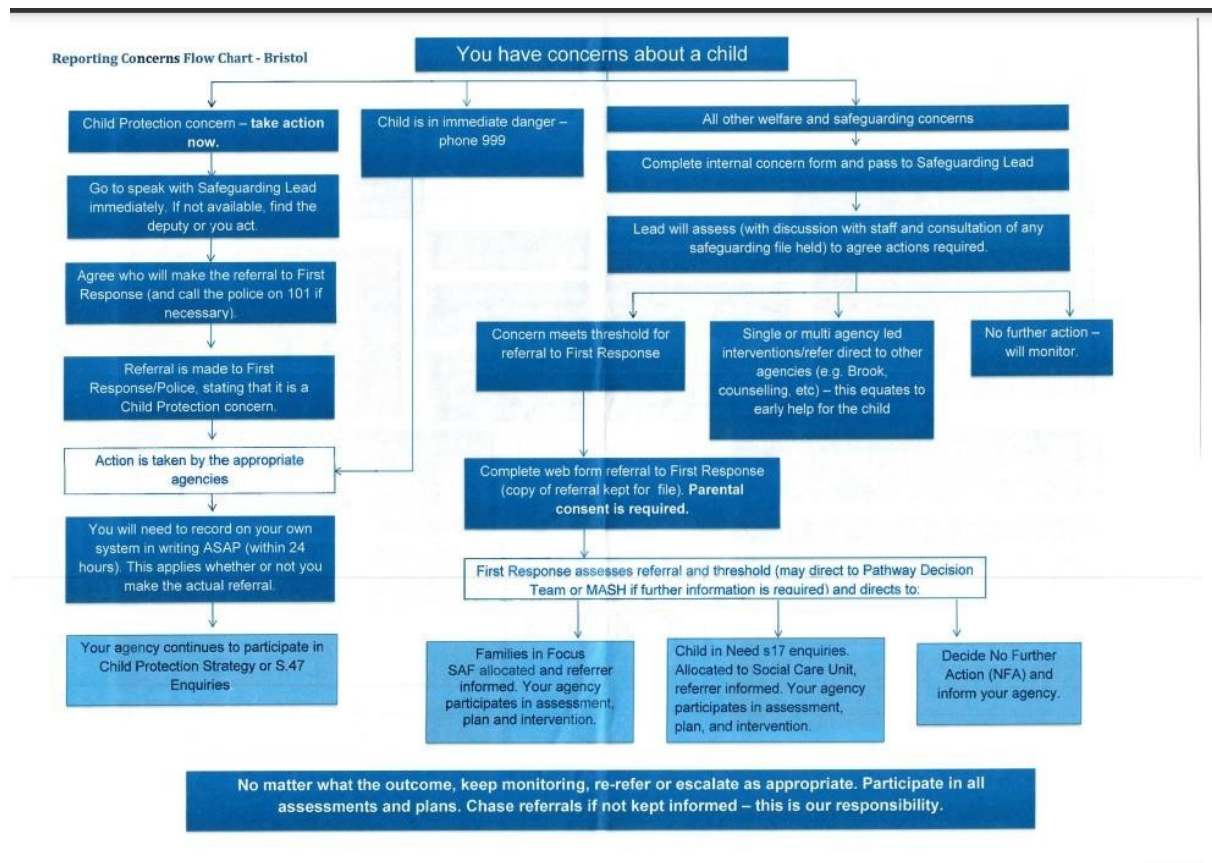 Reporting Concerns Flow Chart - Bristol
You have concerns about a child
Child Protection concern – take action
now.
Go to speak with Safeguarding Lead
immediately. If not available, find the
deputy or you act.
Agree who will make the referral to First
Response (and call the police on 101 if
necessary).
Referral is made to First
Response/Police, stating that it is a
Child Protection concern.
Action is taken by the appropriate
agencies
You will need to record on your own
system in writing ASAP (within 24
hours). This applies whether or not you
make the actual referral.
Your agency continues to participate in
Child Protection Strategy or S.47
Enquiries
Child is in immediate danger –
phone 999
All other welfare and safeguarding concerns
Complete internal concern form and pass to Safeguarding Lead
Lead will assess (with discussion with staff and consultation of any
safeguarding file held) to agree actions required.
Concern meets threshold for
referral to First Response
Single or multi agency led
interventions/refer direct to other
agencies (e.g. Brook,
counselling, etc) – this equates to
early help for the child
No further action –
will monitor.
Complete web form referral to First Response
(copy of referral kept for file). Parental
consent is required.
First Response assesses referral and threshold (may direct to Pathway Decision
Team or MASH if further information is required) and directs to:
Families in Focus
SAF allocated and referrer
informed. Your agency
participates in assessment,
plan and intervention.
Child in Need s17 enquiries.
Allocated to Social Care Unit,
referrer informed. Your agency
participates in assessment,
plan, and intervention.
Decide No Further
Action (NFA) and
inform your agency.
No matter what the outcome, keep monitoring, re-refer or escalate as appropriate. Participate in all
assessments and plans. Chase referrals if not kept informed – this is our responsibility.